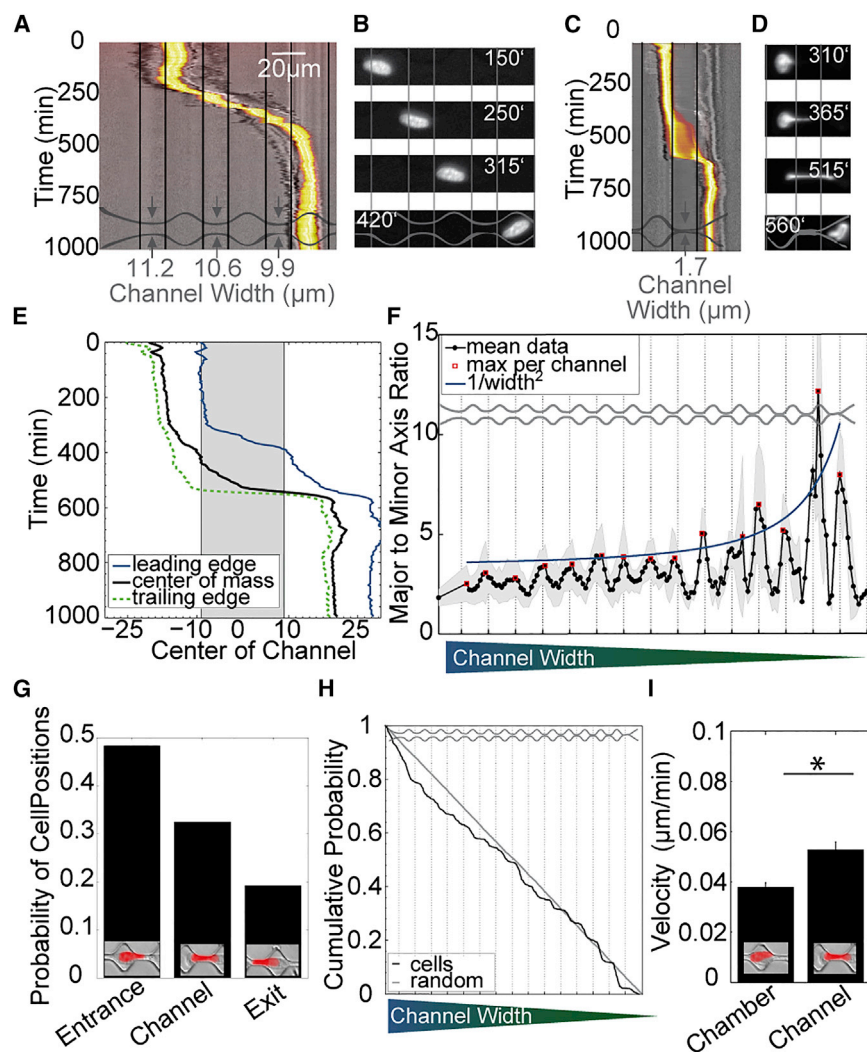 A
B
C
D
0
250
500
750
1000
Time (min)
20µm
11.2
10.6
9.9
Channel Width (µm)
150'
250'
315'
420'
0
250
500
750
1000
Time (min)
1.7
Channel
Width (µm)
310'
365'
515'
560'
E
0
200
400
600
800
1000
Time (min)
leading edge
center of mass
trailing edge
-25
-10
0
10
25
Center of Channel
F
15
10
5
0
Major to Minor Axis Ratio
mean data
max per channel
1/width²
Channel Width
G
0.5
0.4
0.3
0.2
0.1
0
Probability of CellPositions
Entrance
Channel
Exit
H
1
0.8
0.6
0.4
0.2
0
Cumulative Probability
cells
random
Channel Width
I
0.1
0.08
0.06
0.04
0.02
0
Velocity (µm/min)
*
Chamber
Channel